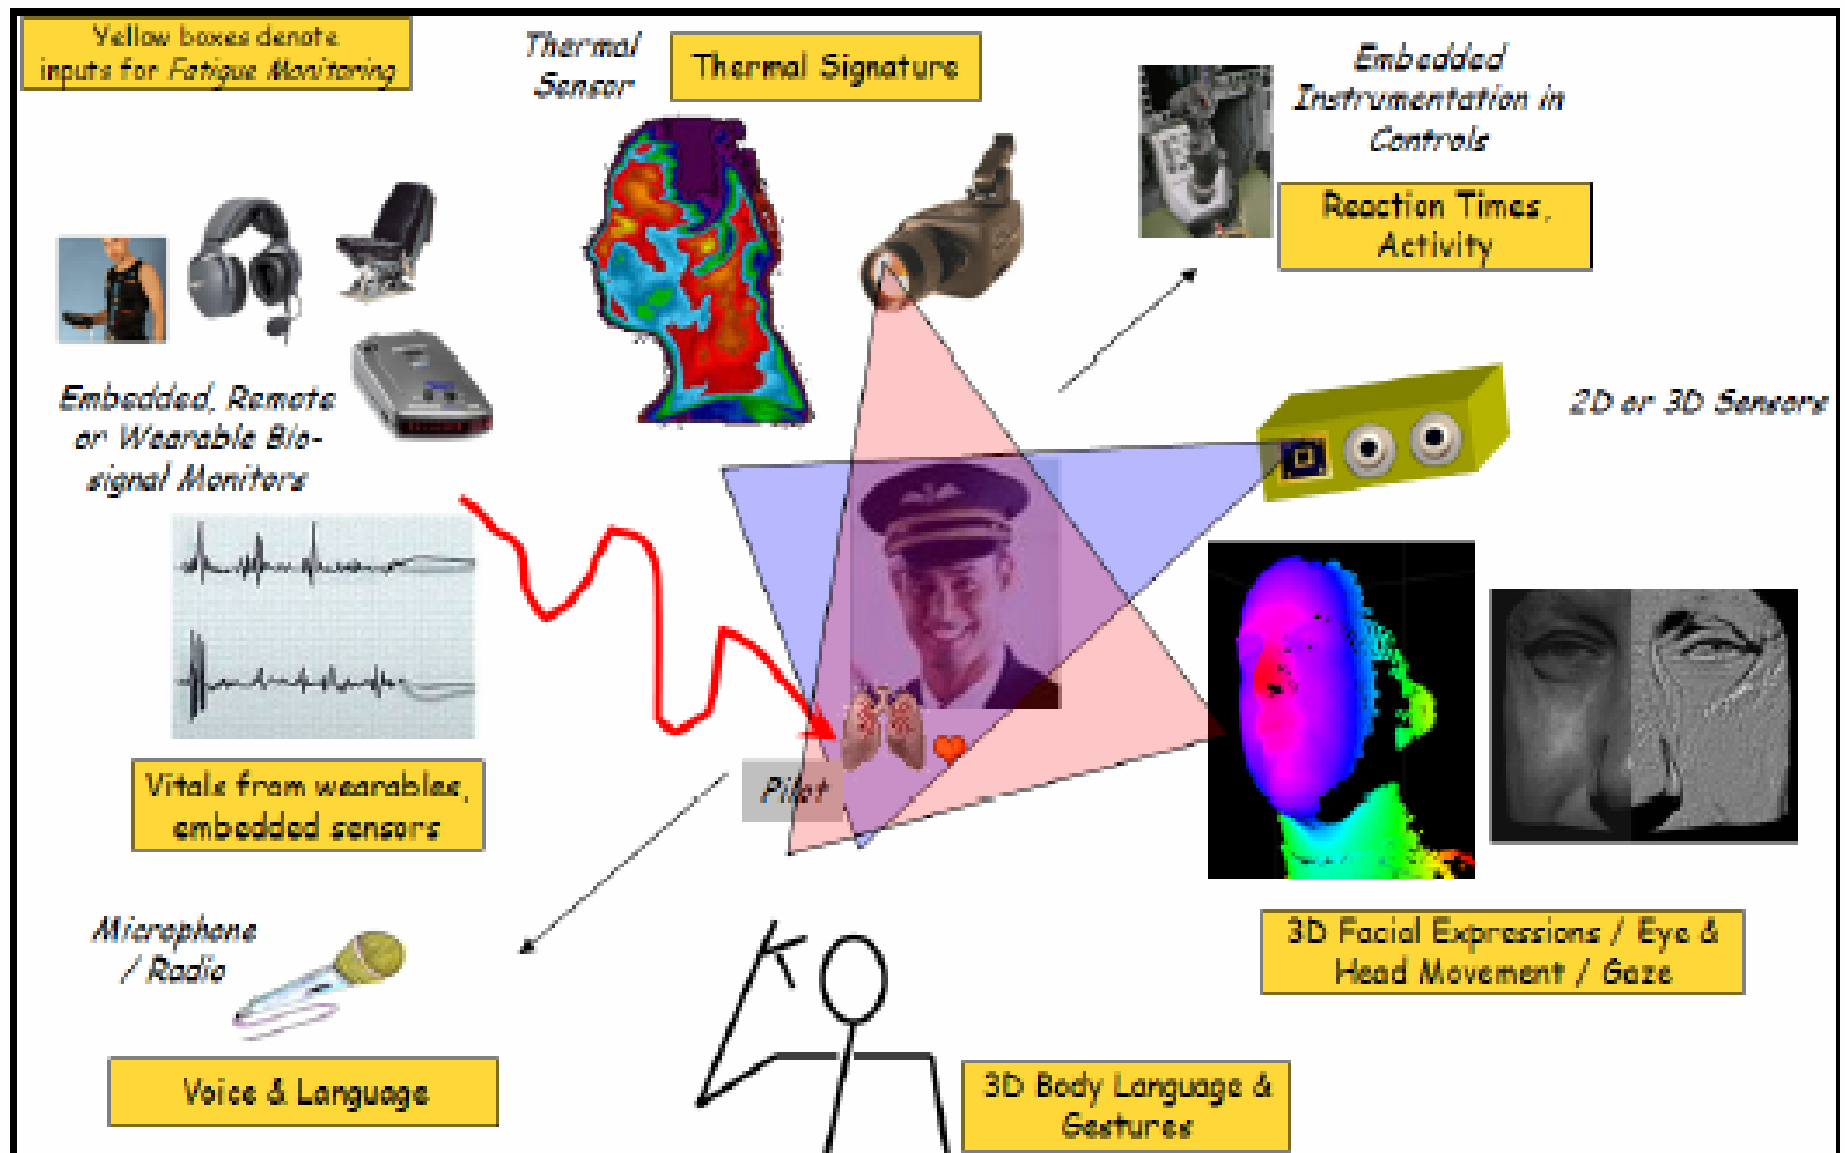 Yellow boxes denote
inputs for Fatigue Monitoring
Thermal
Sensor
Thermal Signature
Embedded
Instrumentation in
Controls
Reaction Times,
Activity
Embedded, Remote
or Wearable Bio-
signal Monitors
2D or 3D Sensors
Pilot
Vitals from wearables,
embedded sensors
Microphone
/ Radio
Voice & Language
3D Facial Expressions / Eye &
Head Movement / Gaze
3D Body Language &
Gestures